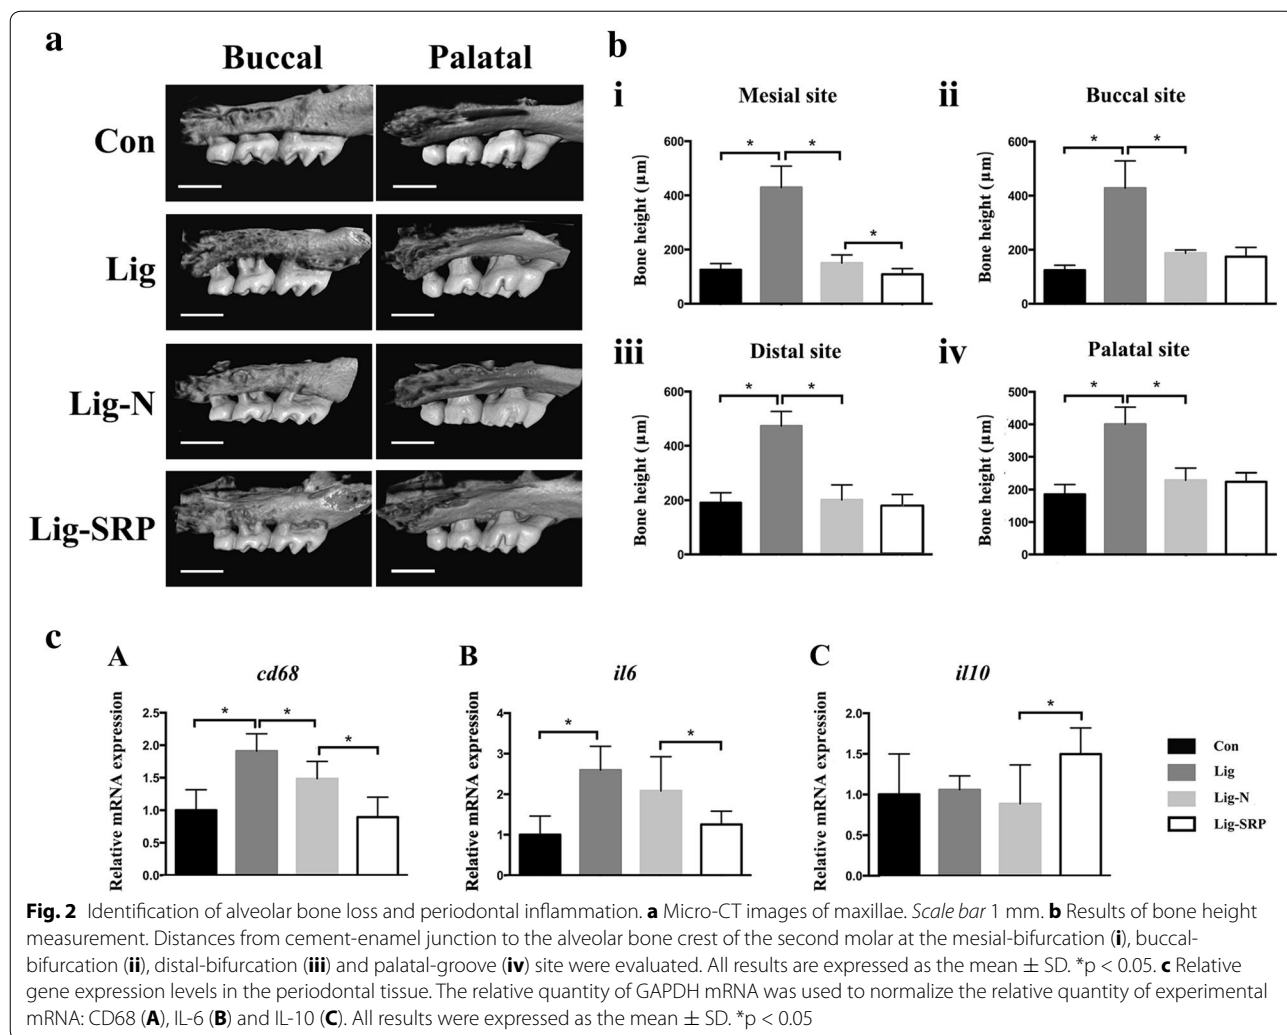 a
Buccal Palatal
Con
Lig
Lig-N
Lig-SRP
b
i
Mesial site
Bone height (µm)
600
400
200
0
* * *
ii
Buccal site
Bone height (µm)
600
400
200
0
* *
iii
Distal site
Bone height (µm)
600
400
200
0
* *
iv
Palatal site
Bone height (µm)
500
400
300
200
100
0
* *
c
A
cd68
Relative mRNA expression
2.5
2.0
1.5
1.0
0.5
0.0
* * *
B
il6
Relative mRNA expression
4
3
2
1
0
* *
C
il10
Relative mRNA expression
2.0
1.5
1.0
0.5
0.0
*
Con
Lig
Lig-N
Lig-SRP
Fig. 2 Identification of alveolar bone loss and periodontal inflammation. a Micro-CT images of maxillae. Scale bar 1 mm. b Results of bone height
measurement. Distances from cement-enamel junction to the alveolar bone crest of the second molar at the mesial-bifurcation (i), buccal-
bifurcation (ii), distal-bifurcation (iii) and palatal-groove (iv) site were evaluated. All results are expressed as the mean ± SD. *p < 0.05. c Relative
gene expression levels in the periodontal tissue. The relative quantity of GAPDH mRNA was used to normalize the relative quantity of experimental
mRNA: CD68 (A), IL-6 (B) and IL-10 (C). All results were expressed as the mean ± SD. *p < 0.05